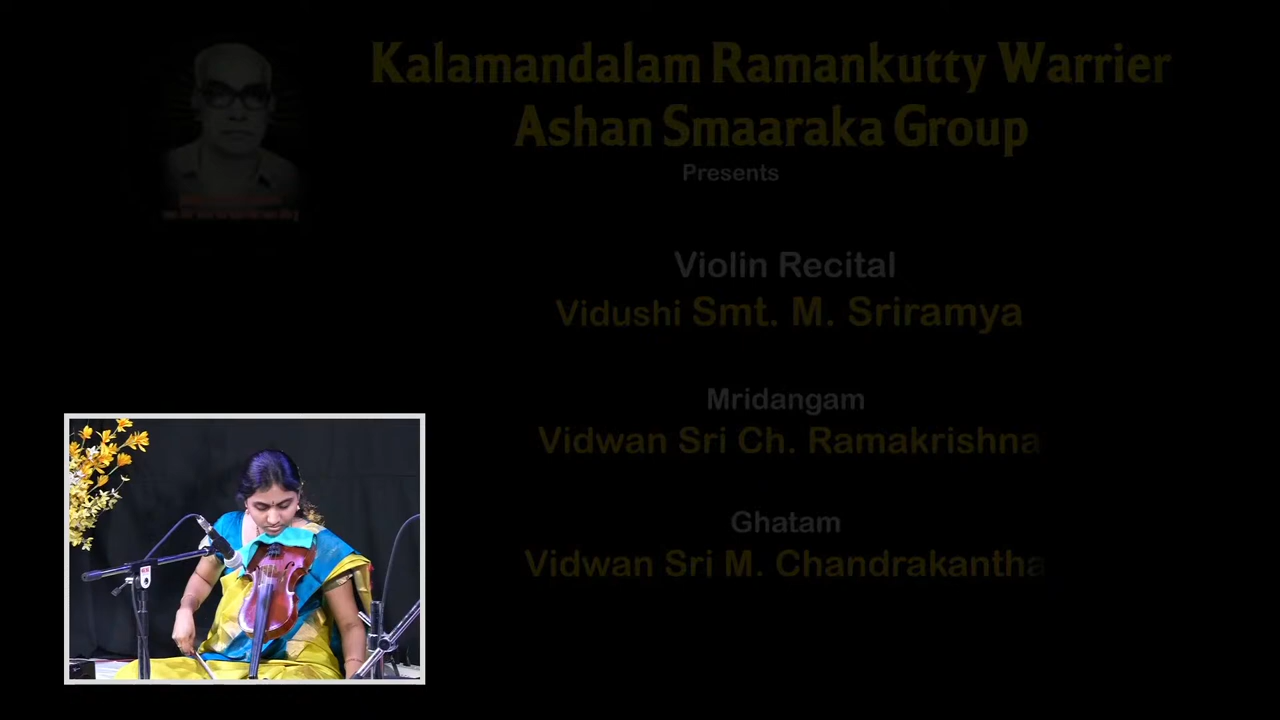 Kalamandalam Ramankutty Warrier
Ashan Smaaraka Group
Presents
Violin Recital
Vidushi Smt. M. Sriramya
Mridangam
Vidwan Sri Ch. Ramakrishna
Ghatam
Vidwan Sri M. Chandrakantha